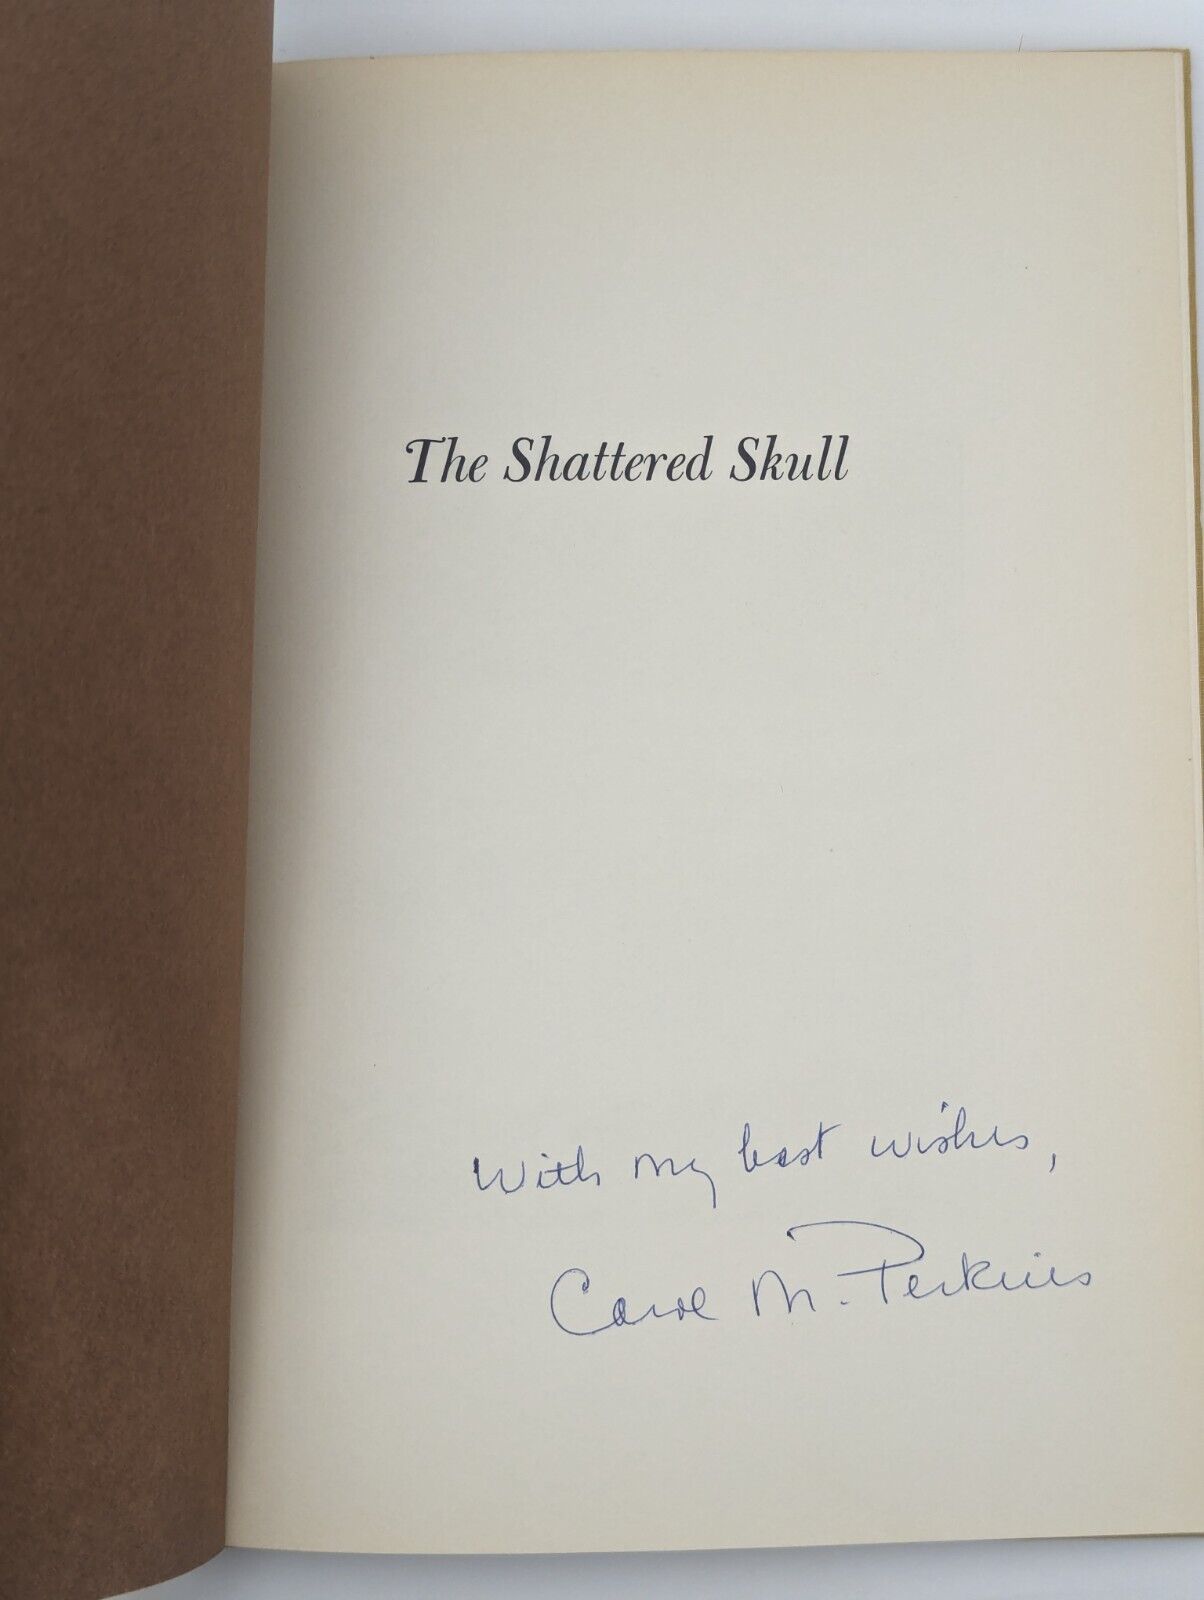 The Shattered Skull
With my best wishes,
Carol M. Perkins